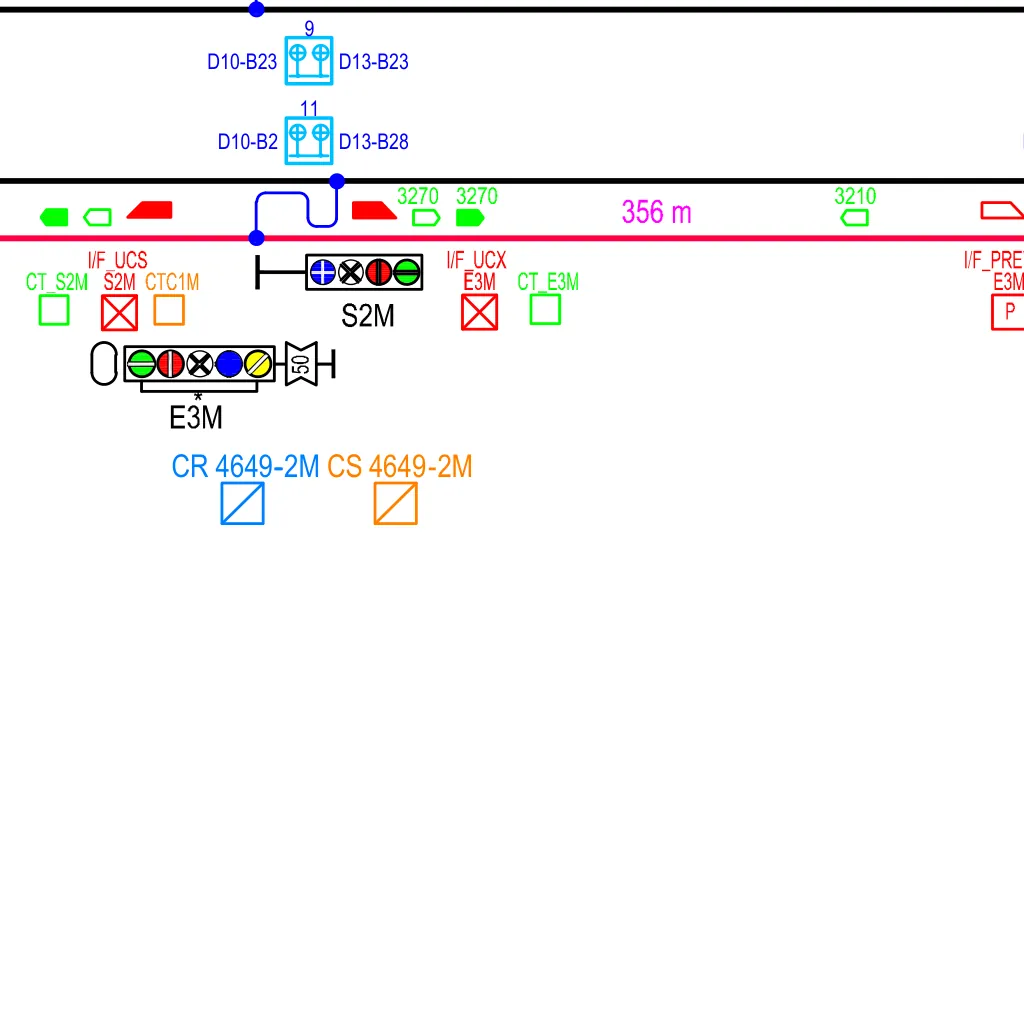 9
D10-B23 D13-B23
11
D10-B2 D13-B28
3270 3270 356 m 3210
I/F_UCS I/F_UCX I/F_PRE
CT_S2M S2M CTC1M E3M CT_E3M E3M
P
S2M
50
*
E3M
CR 4649-2M CS 4649-2M